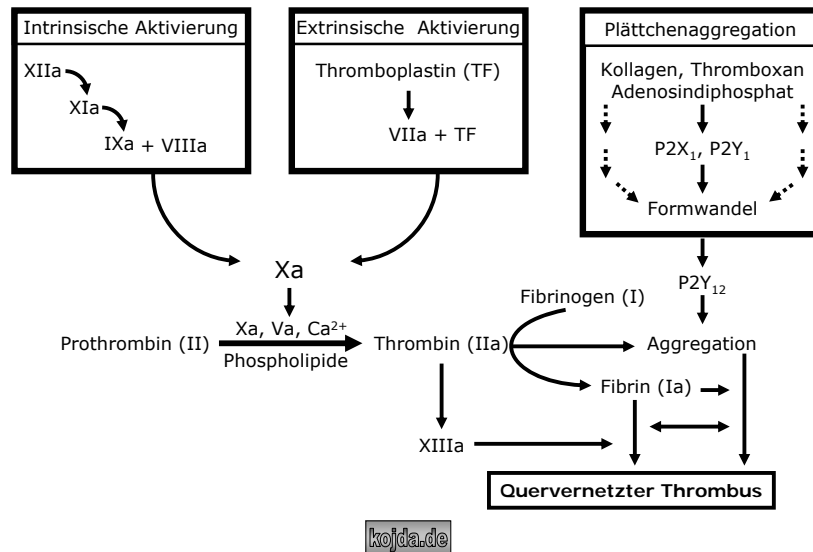 Intrinsische Aktivierung
XIIa
XIa
IXa + VIIIa
Extrinsische Aktivierung
Thromboplastin (TF)
VIIa + TF
Plättchenaggregation
Kollagen, Thromboxan
Adenosindiphosphat
P2X₁, P2Y₁
Formwandel
Xa
P2Y₁₂
Fibrinogen (I)
Prothrombin (II)
Xa, Va, Ca²⁺
Phospholipide
Thrombin (IIa)
Aggregation
Fibrin (Ia)
XIIIa
Quervernetzter Thrombus
kojda.de